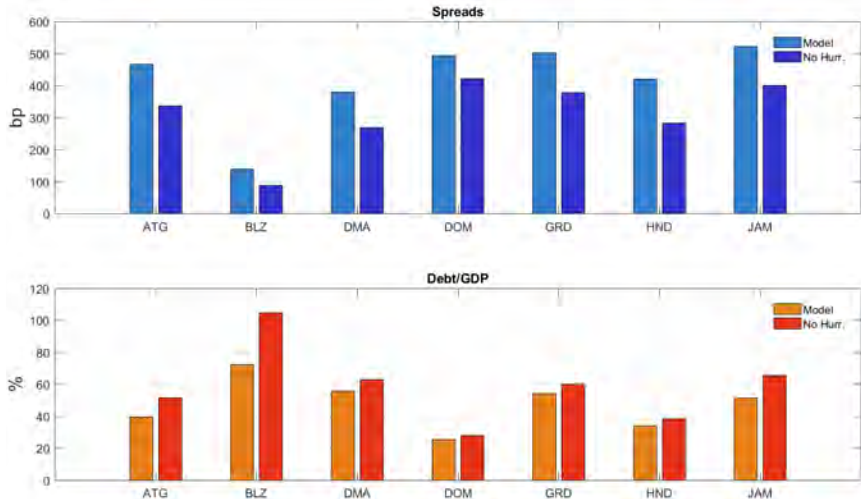 Spreads
600
500
400
300
200
100
0
bp
Model
No Hurr.
ATG BLZ DMA DOM GRD HND JAM
Debt/GDP
120
100
80
60
40
20
0
%
Model
No Hurr.
ATG BLZ DMA DOM GRD HND JAM